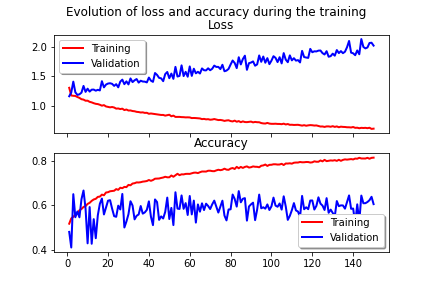 Evolution of loss and accuracy during the training
Loss
2.0
1.5
1.0
Training
Validation
Accuracy
0.8
0.6
0.4
Training
Validation
0 20 40 60 80 100 120 140